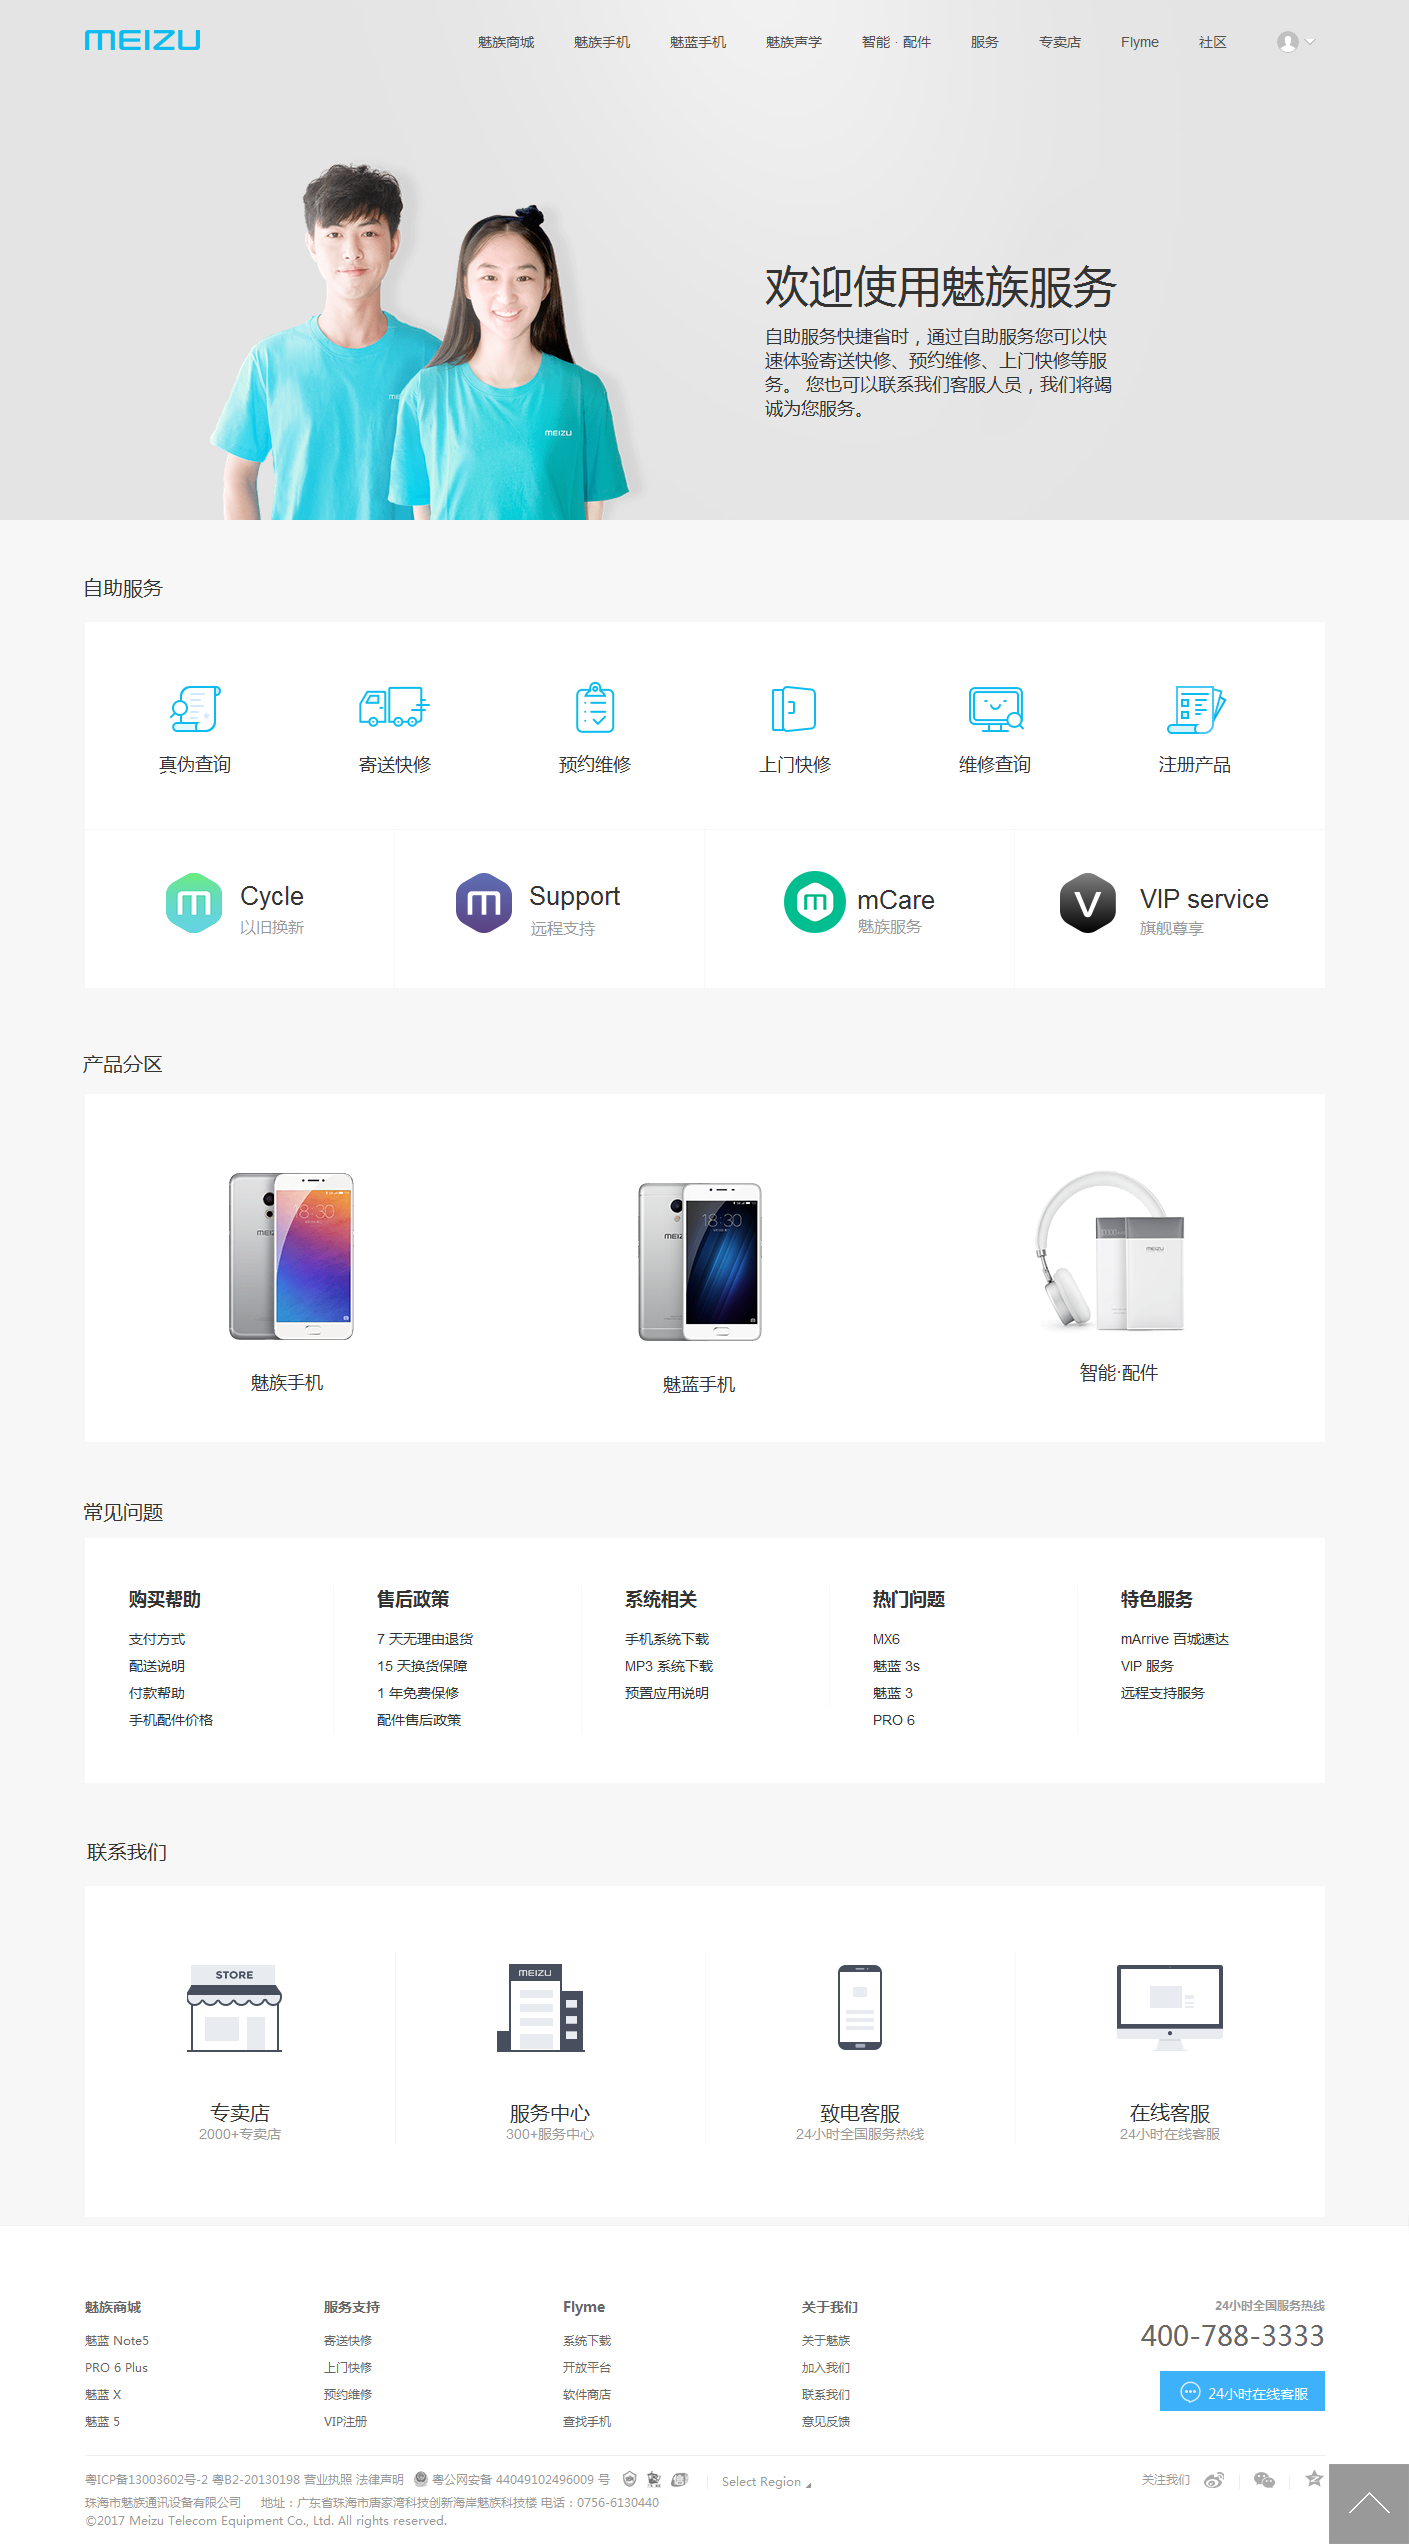 MEIZU
魅族商城 魅族手机 魅蓝手机 魅族声学 智能 · 配件 服务 专卖店 Flyme 社区
欢迎使用魅族服务
自助服务快捷省时，通过自助服务您可以快
速体验寄送快修、预约维修、上门快修等服
务。 您也可以联系我们客服人员，我们将竭
诚为您服务。
MEIZU
自助服务
真伪查询 寄送快修 预约维修 上门快修 维修查询 注册产品
Cycle
以旧换新
Support
远程支持
mCare
魅族服务
VIP service
旗舰尊享
产品分区
18:30
18:30
MEIZU
魅族手机
魅蓝手机
智能·配件
常见问题
购买帮助
支付方式
配送说明
付款帮助
手机配件价格
售后政策
7 天无理由退货
15 天换货保障
1 年免费保修
配件售后政策
系统相关
手机系统下载
MP3 系统下载
预置应用说明
热门问题
MX6
魅蓝 3s
魅蓝 3
PRO 6
特色服务
mArrive 百城速达
VIP 服务
远程支持服务
联系我们
STORE
专卖店
2000+专卖店
MEIZU
服务中心
300+服务中心
致电客服
24小时全国服务热线
在线客服
24小时在线客服
魅族商城
魅蓝 Note5
PRO 6 Plus
魅蓝 X
魅蓝 5
服务支持
寄送快修
上门快修
预约维修
VIP注册
Flyme
系统下载
开放平台
软件商店
查找手机
关于我们
关于魅族
加入我们
联系我们
意见反馈
24小时全国服务热线
400-788-3333
24小时在线客服
粤ICP备13003602号-2 粤B2-20130198 营业执照 法律声明 粤公网安备 44049102496009 号 Select Region
关注我们
珠海市魅族通讯设备有限公司 地址：广东省珠海市唐家湾科技创新海岸魅族科技楼 电话：0756-6130440
©2017 Meizu Telecom Equipment Co., Ltd. All rights reserved.